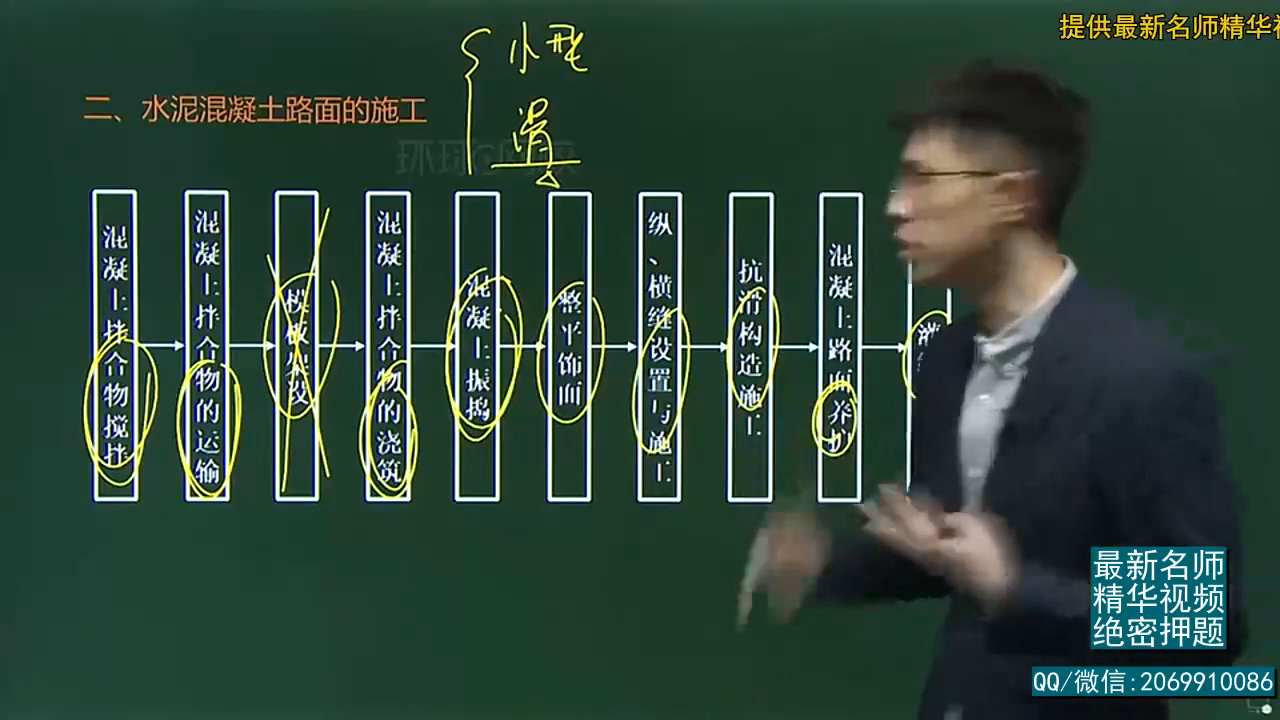 提供最新名师精华
小型
滑
二、水泥混凝土路面的施工
混凝土拌合物搅拌
混凝土拌合物的运输
模板架设
混凝土拌合物的浇筑
混凝土振捣
整平饰面
纵、横缝设置与施工
抗滑构造施工
混凝土路面养护
最新名师
精华视频
绝密押题
QQ/微信:2069910086